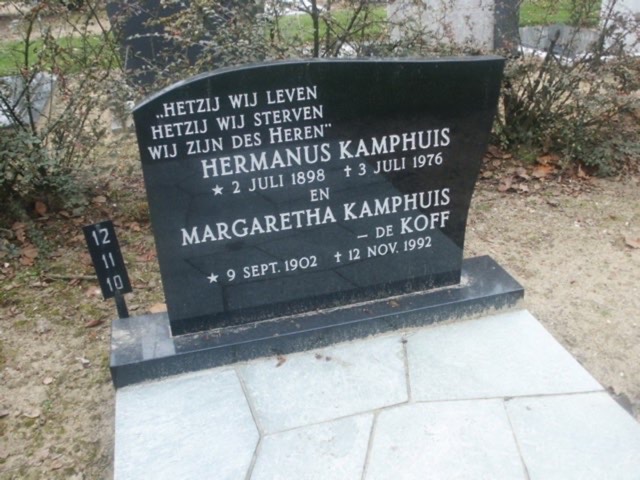 „HETZIJ WIJ LEVEN
HETZIJ WIJ STERVEN
WIJ ZIJN DES HEREN"
HERMANUS KAMPHUIS
* 2 JULI 1898 † 3 JULI 1976
EN
MARGARETHA KAMPHUIS
– DE KOFF
* 9 SEPT. 1902 † 12 NOV. 1992
12
11
10